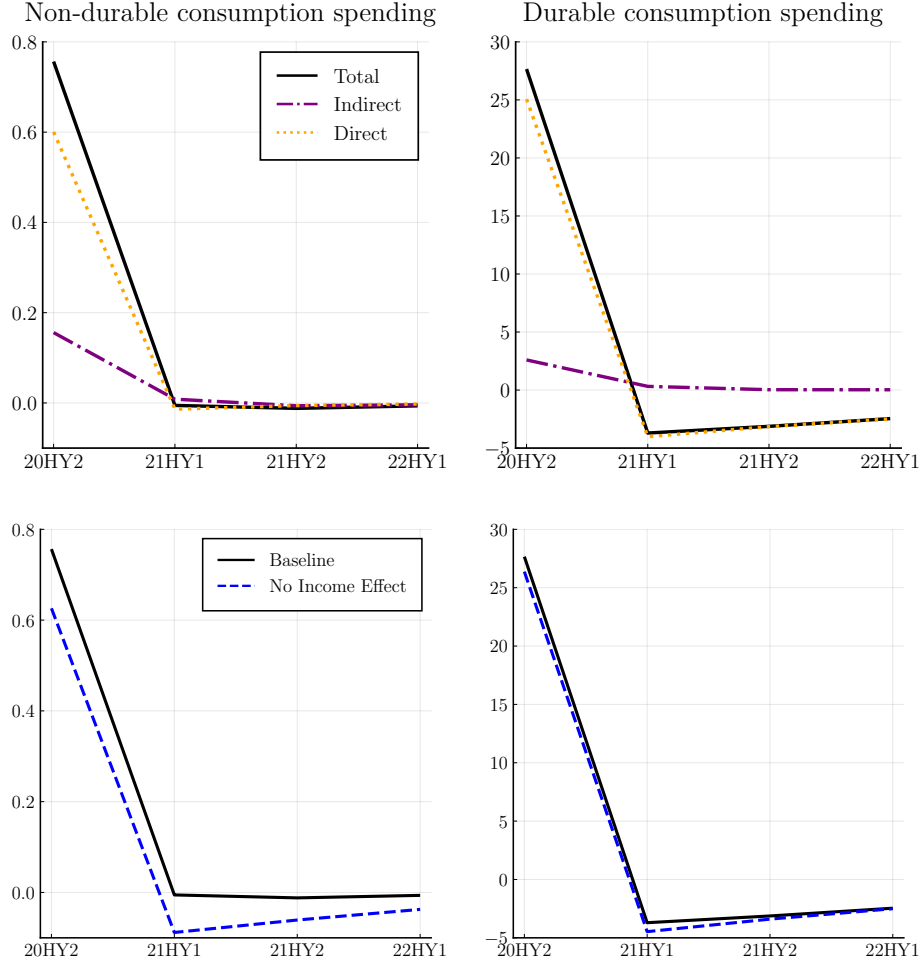 Non-durable consumption spending
Durable consumption spending
0.8
0.6
0.4
0.2
0.0
20HY2 21HY1 21HY2 22HY1
Total
Indirect
Direct
30
25
20
15
10
5
0
−5
20HY2 21HY1 21HY2 22HY1
0.8
0.6
0.4
0.2
0.0
20HY2 21HY1 21HY2 22HY1
Baseline
No Income Effect
30
25
20
15
10
5
0
−5
20HY2 21HY1 21HY2 22HY1